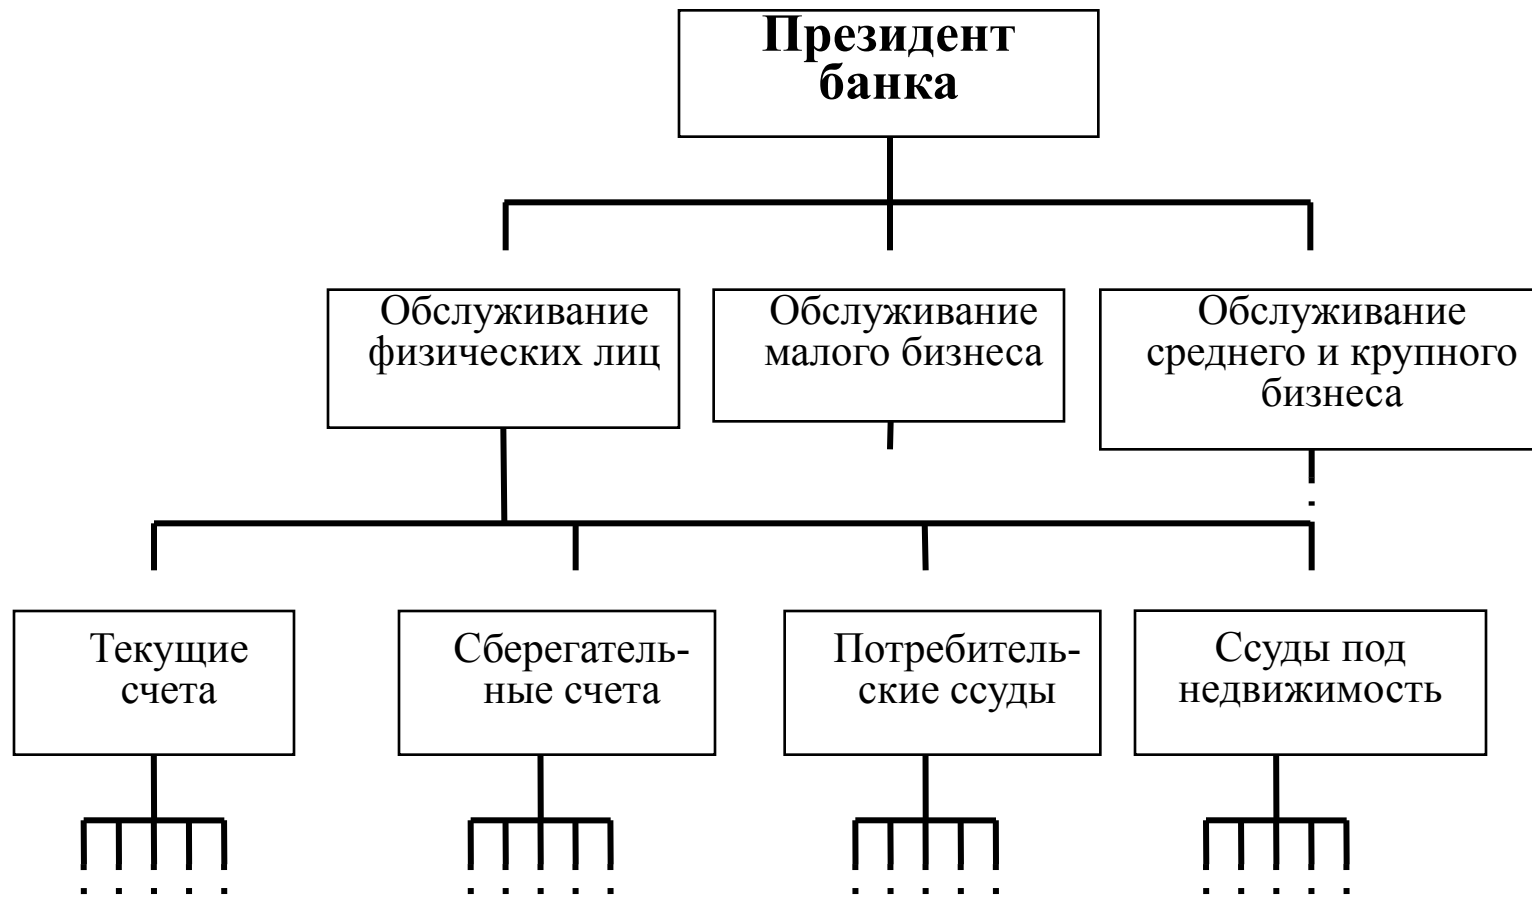 Президент
банка
Обслуживание
физических лиц
Обслуживание
малого бизнеса
Обслуживание
среднего и крупного
бизнеса
Текущие
счета
Сберегатель-
ные счета
Потребитель-
ские ссуды
Ссуды под
недвижимость